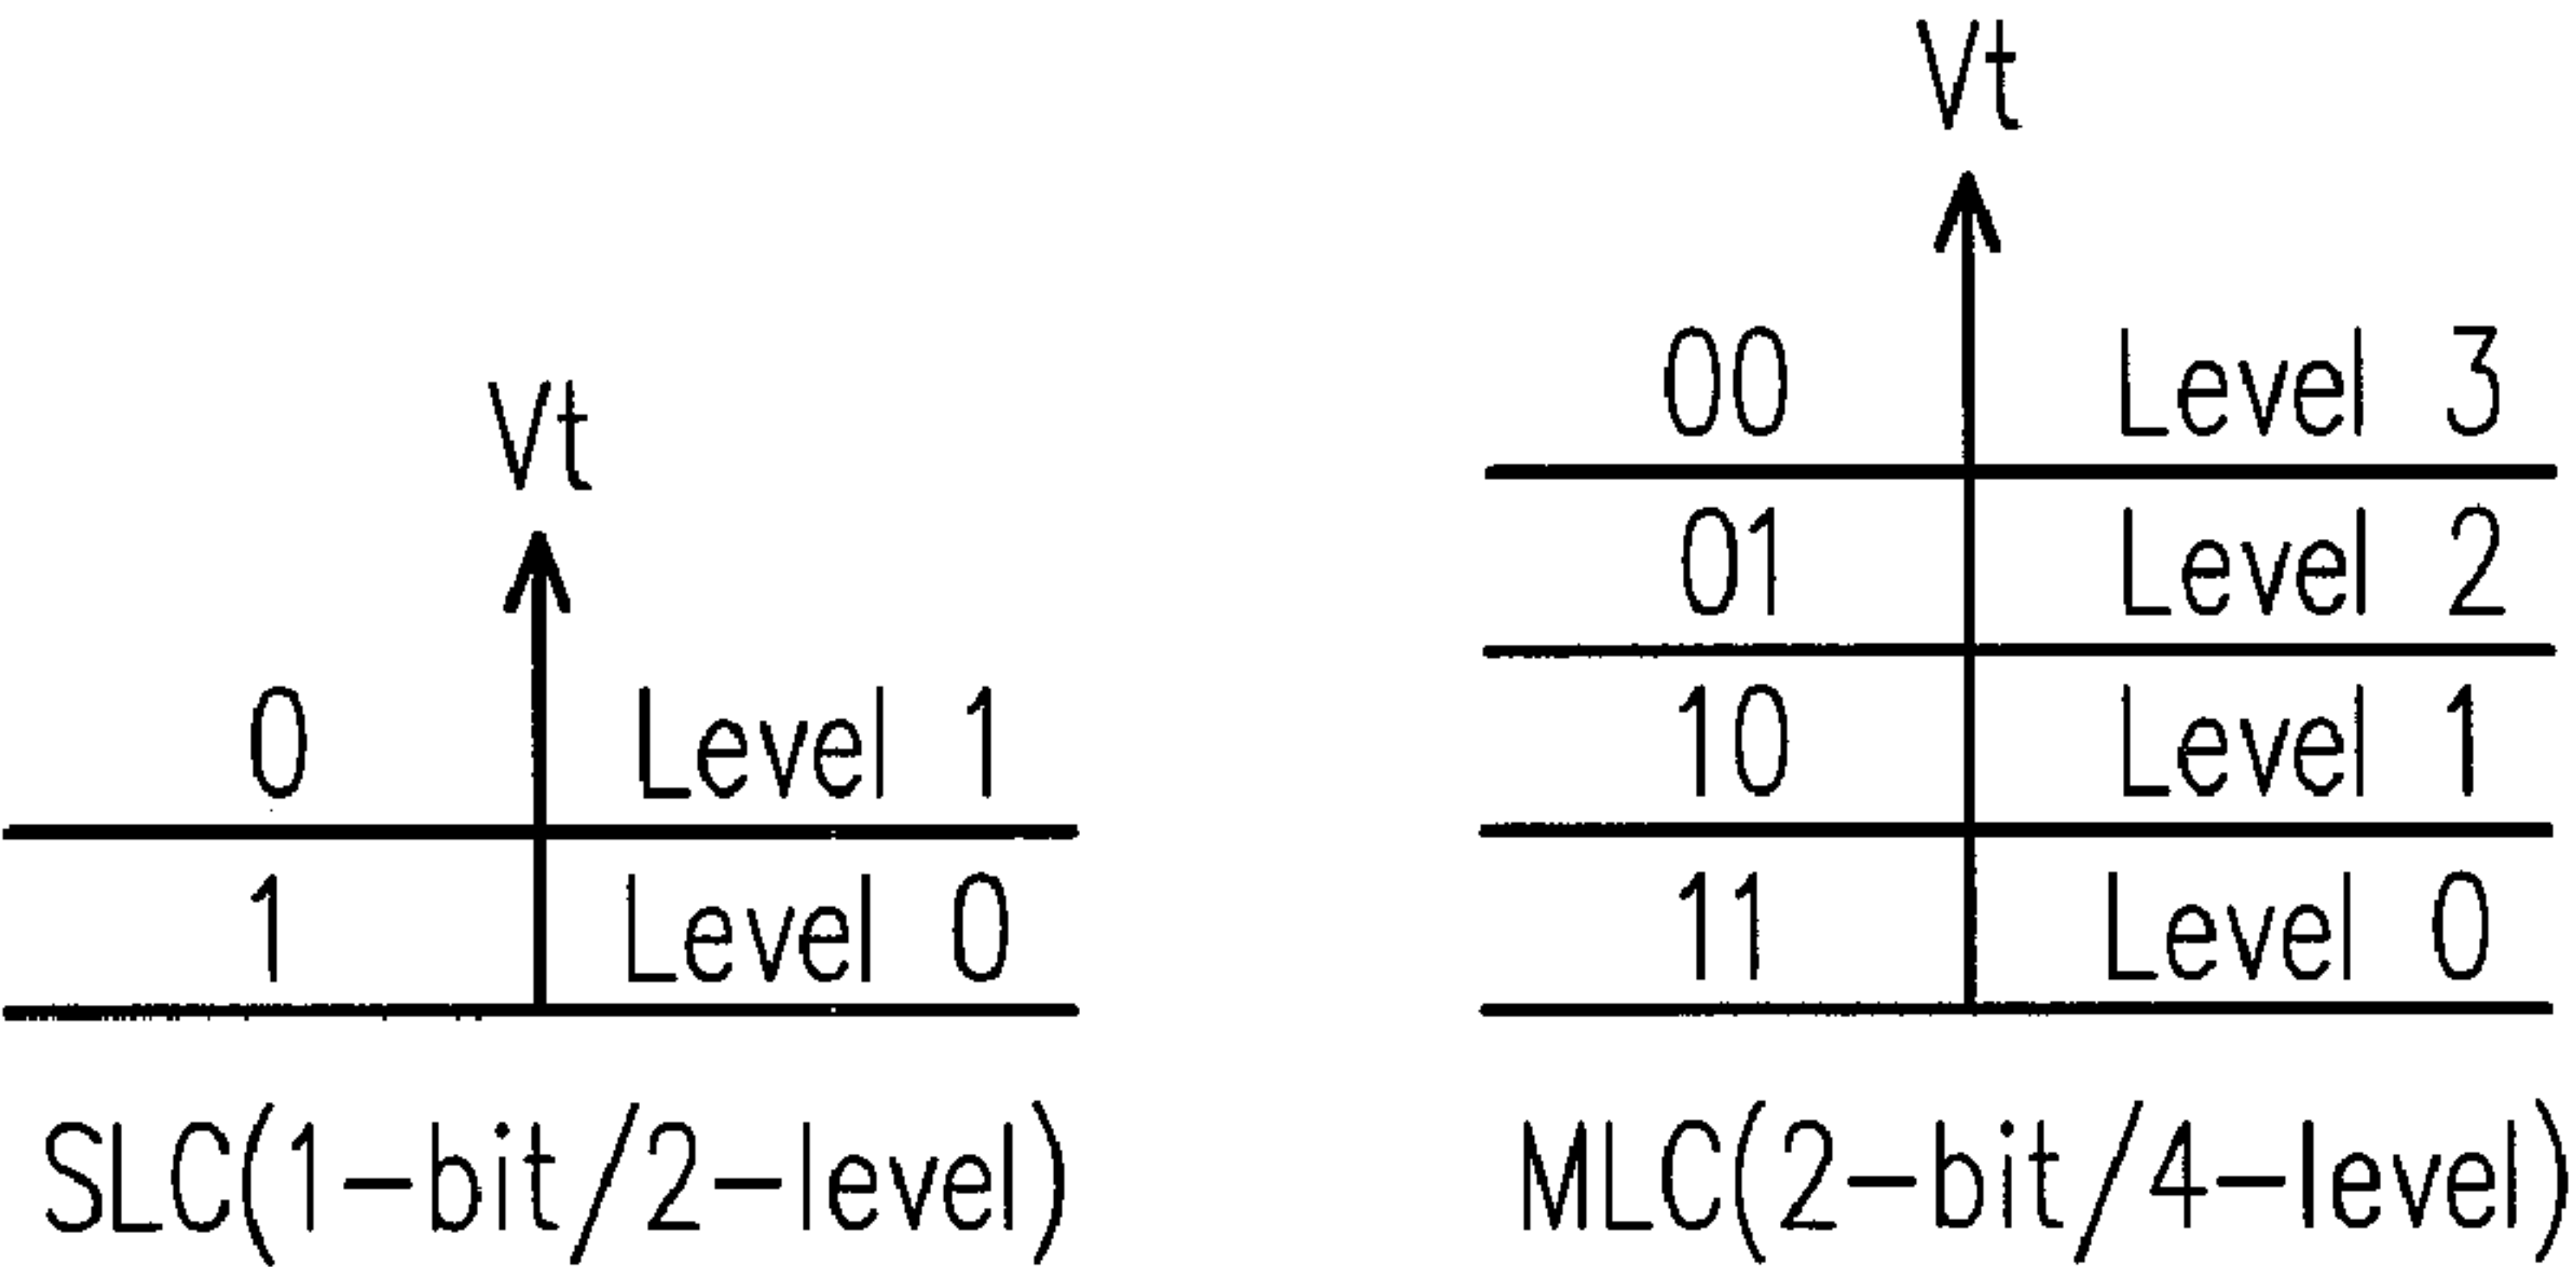 Vt
0 Level 1
1 Level 0
SLC(1-bit/2-level)
Vt
00 Level 3
01 Level 2
10 Level 1
11 Level 0
MLC(2-bit/4-level)